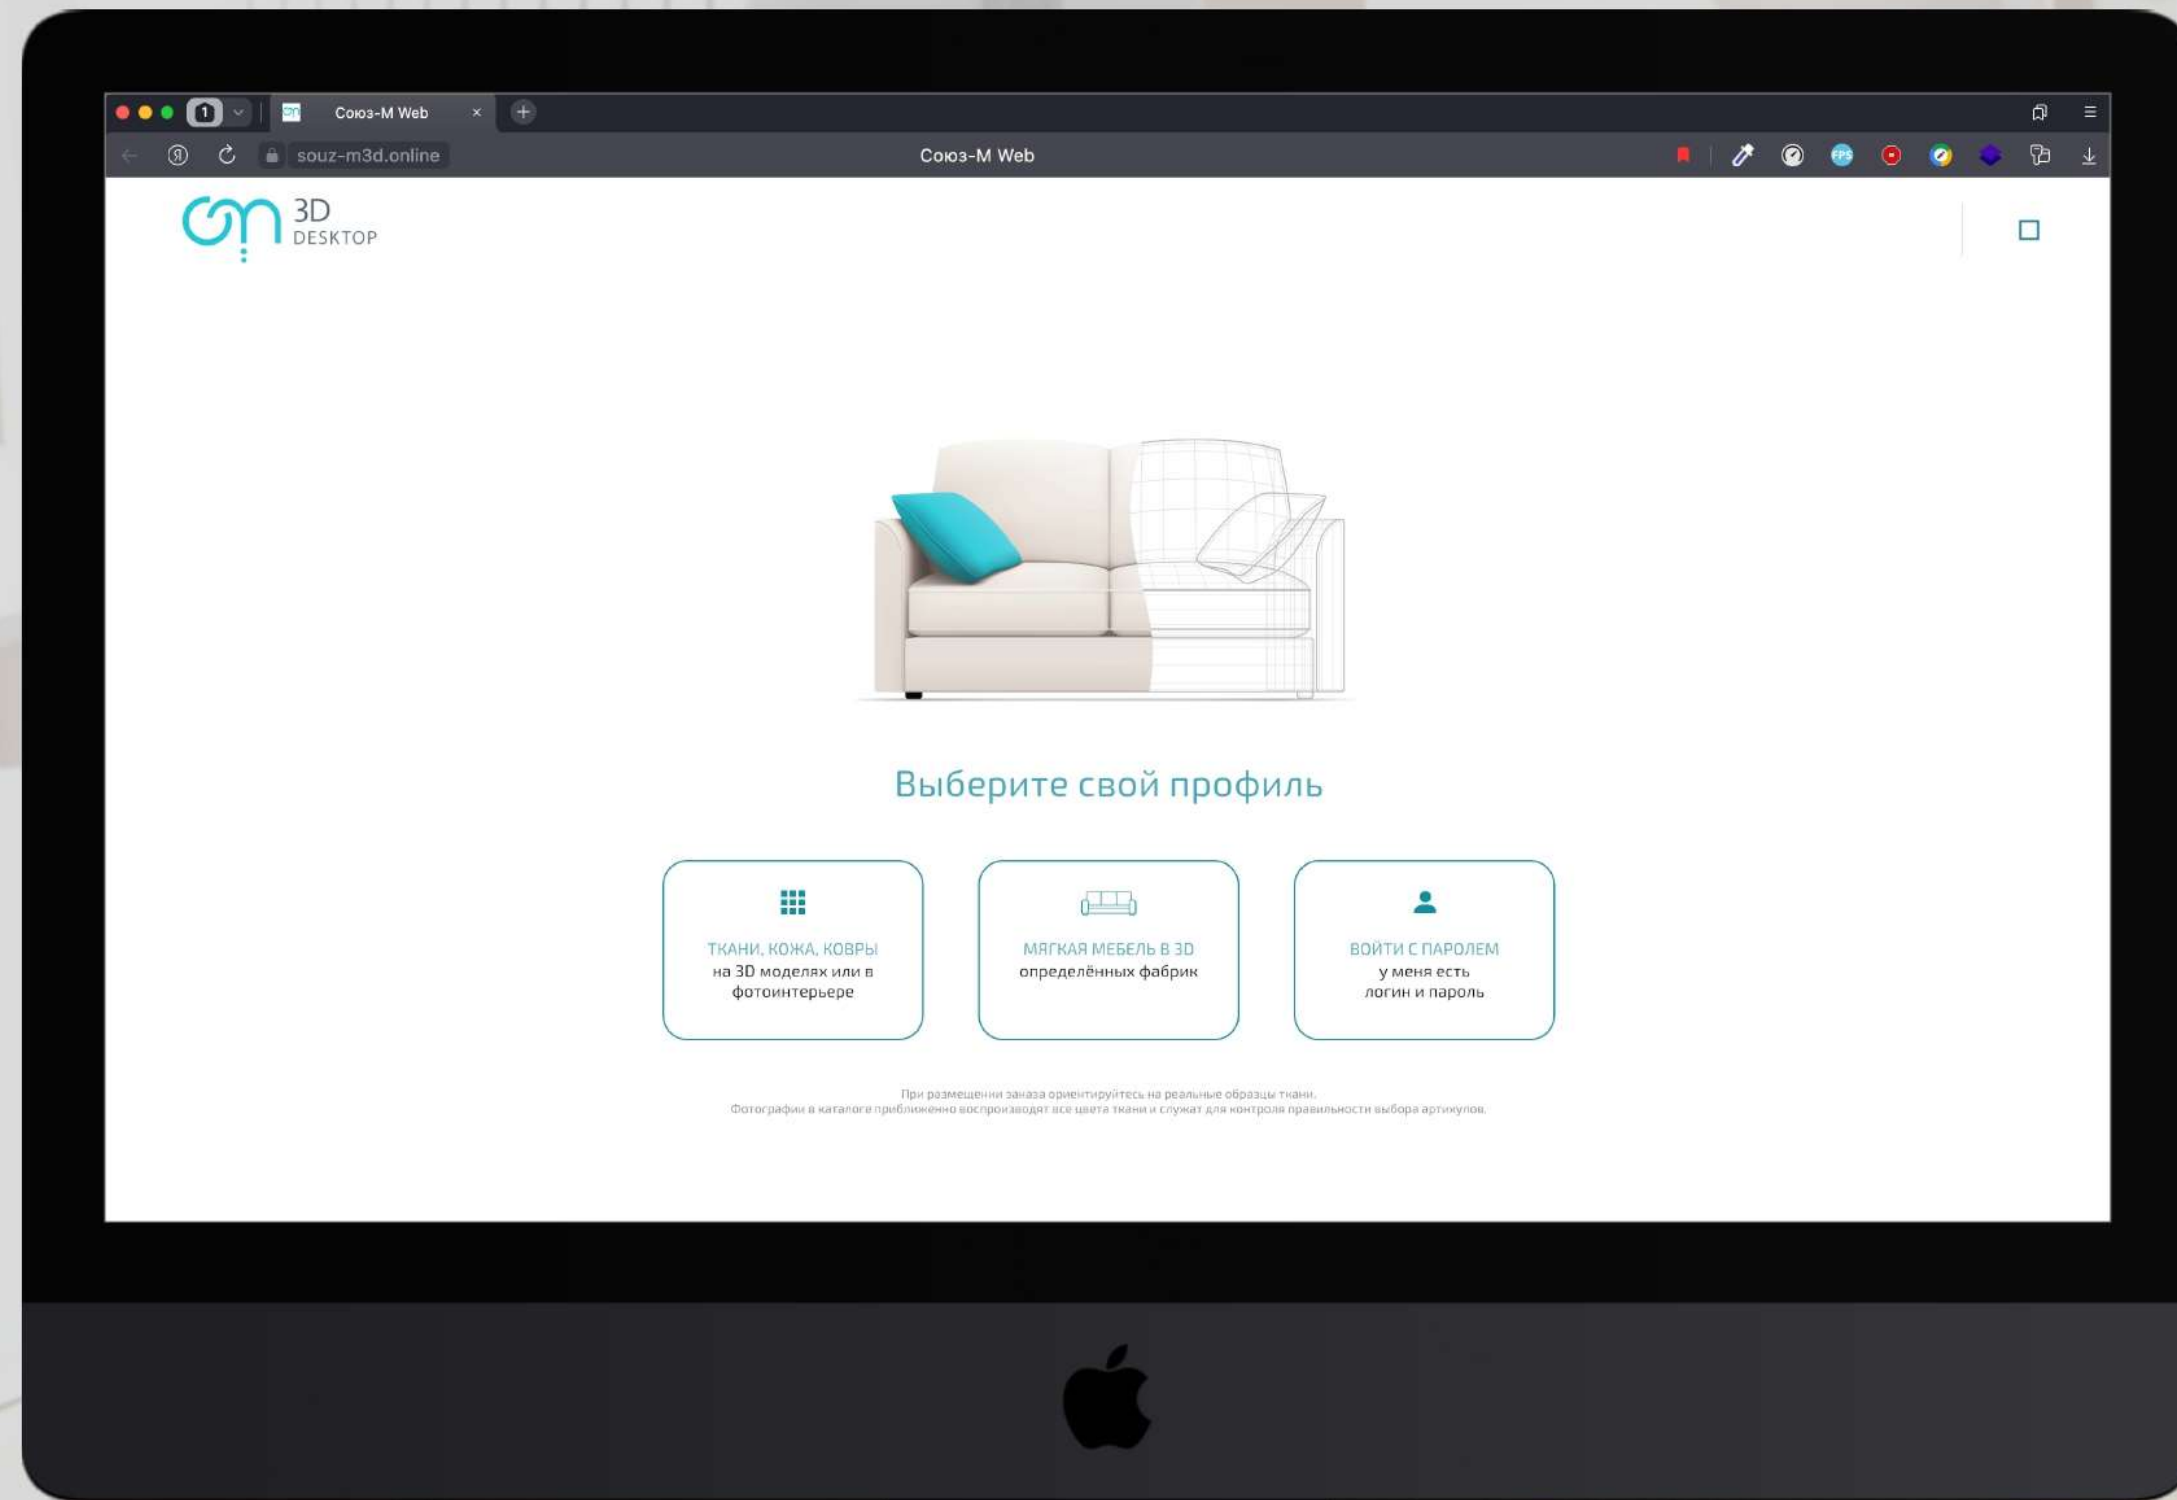 1
Союз-М Web
Я
souz-m3d.online
Союз-М Web
FPS
3D
DESKTOP
Выберите свой профиль
ТКАНИ, КОЖА, КОВРЫ
на 3D моделях или в
фотоинтерьере
МЯГКАЯ МЕБЕЛЬ В 3D
определённых фабрик
ВОЙТИ С ПАРОЛЕМ
у меня есть
логин и пароль
При размещении заказа ориентируйтесь на реальные образцы ткани.
Фотографии в каталоге приближенно воспроизводят все цвета ткани и служат для контроля правильности выбора артикулов.